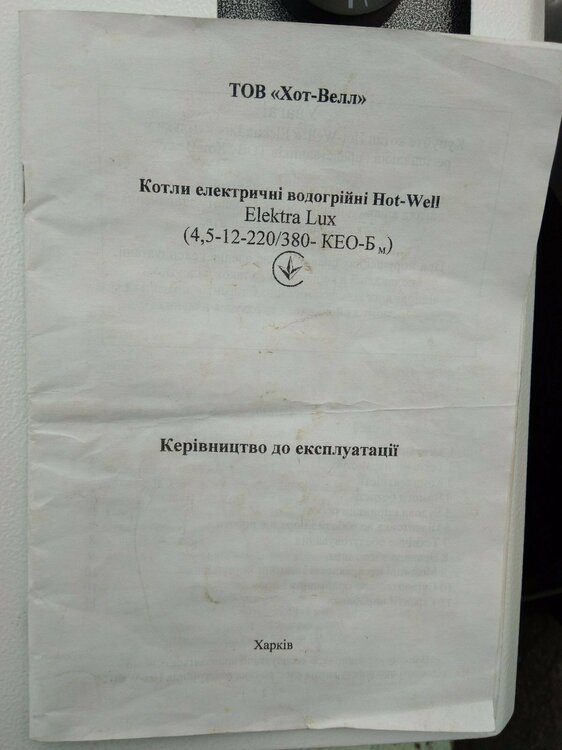 ТОВ «Хот-Велл»
Котли електричні водогрійні Hot-Well
Elektra Lux
(4,5-12-220/380- КЕО-Б м)
Керівництво до експлуатації
Харків